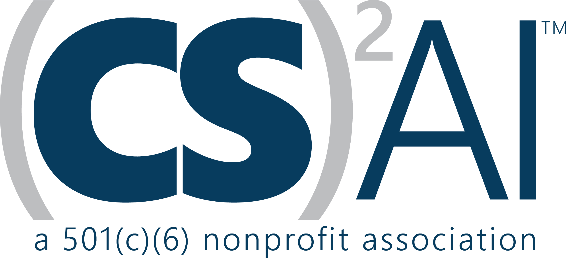 (CS)²AI™
a 501(c)(6) nonprofit association